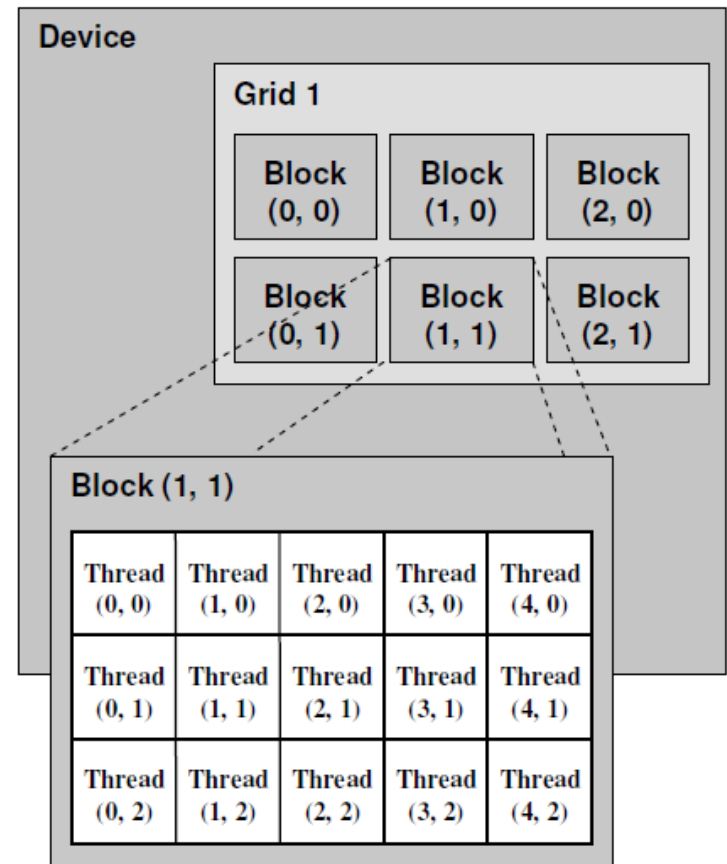 Device
Grid 1
Block Block Block
(0, 0) (1, 0) (2, 0)
Block Block Block
(0, 1) (1, 1) (2, 1)
Block (1, 1)
Thread Thread Thread Thread Thread
(0, 0) (1, 0) (2, 0) (3, 0) (4, 0)
Thread Thread Thread Thread Thread
(0, 1) (1, 1) (2, 1) (3, 1) (4, 1)
Thread Thread Thread Thread Thread
(0, 2) (1, 2) (2, 2) (3, 2) (4, 2)